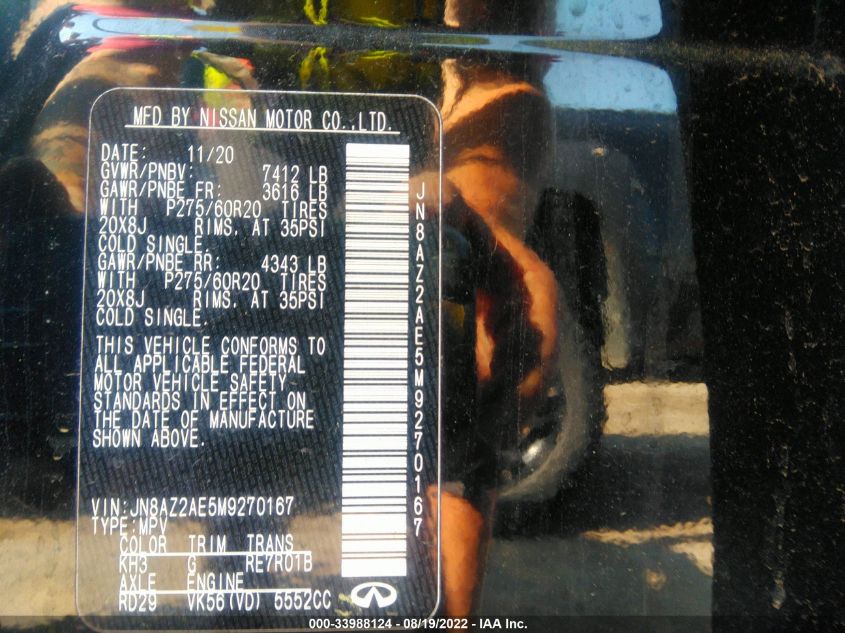 MFD BY NISSAN MOTOR CO.,LTD.
DATE: 11/20
GVWR/PNBV: 7412 LB
GAWR/PNBE FR: 3616 LB
WITH P275/60R20 TIRES
20X8J RIMS. AT 35PSI
COLD SINGLE.
GAWR/PNBE RR: 4343 LB
WITH P275/60R20 TIRES
20X8J RIMS. AT 35PSI
COLD SINGLE.
THIS VEHICLE CONFORMS TO
ALL APPLICABLE FEDERAL
MOTOR VEHICLE SAFETY
STANDARDS IN EFFECT ON
THE DATE OF MANUFACTURE
SHOWN ABOVE.
VIN:JN8AZ2AE5M9270167
TYPE:MPV
COLOR TRIM TRANS
KH3 G RE7R01B
AXLE ENGINE
RD29 VK56(VD) 5552CC
JN8AZ2AE5M9270167
000-33988124 - 08/19/2022 - IAA Inc.